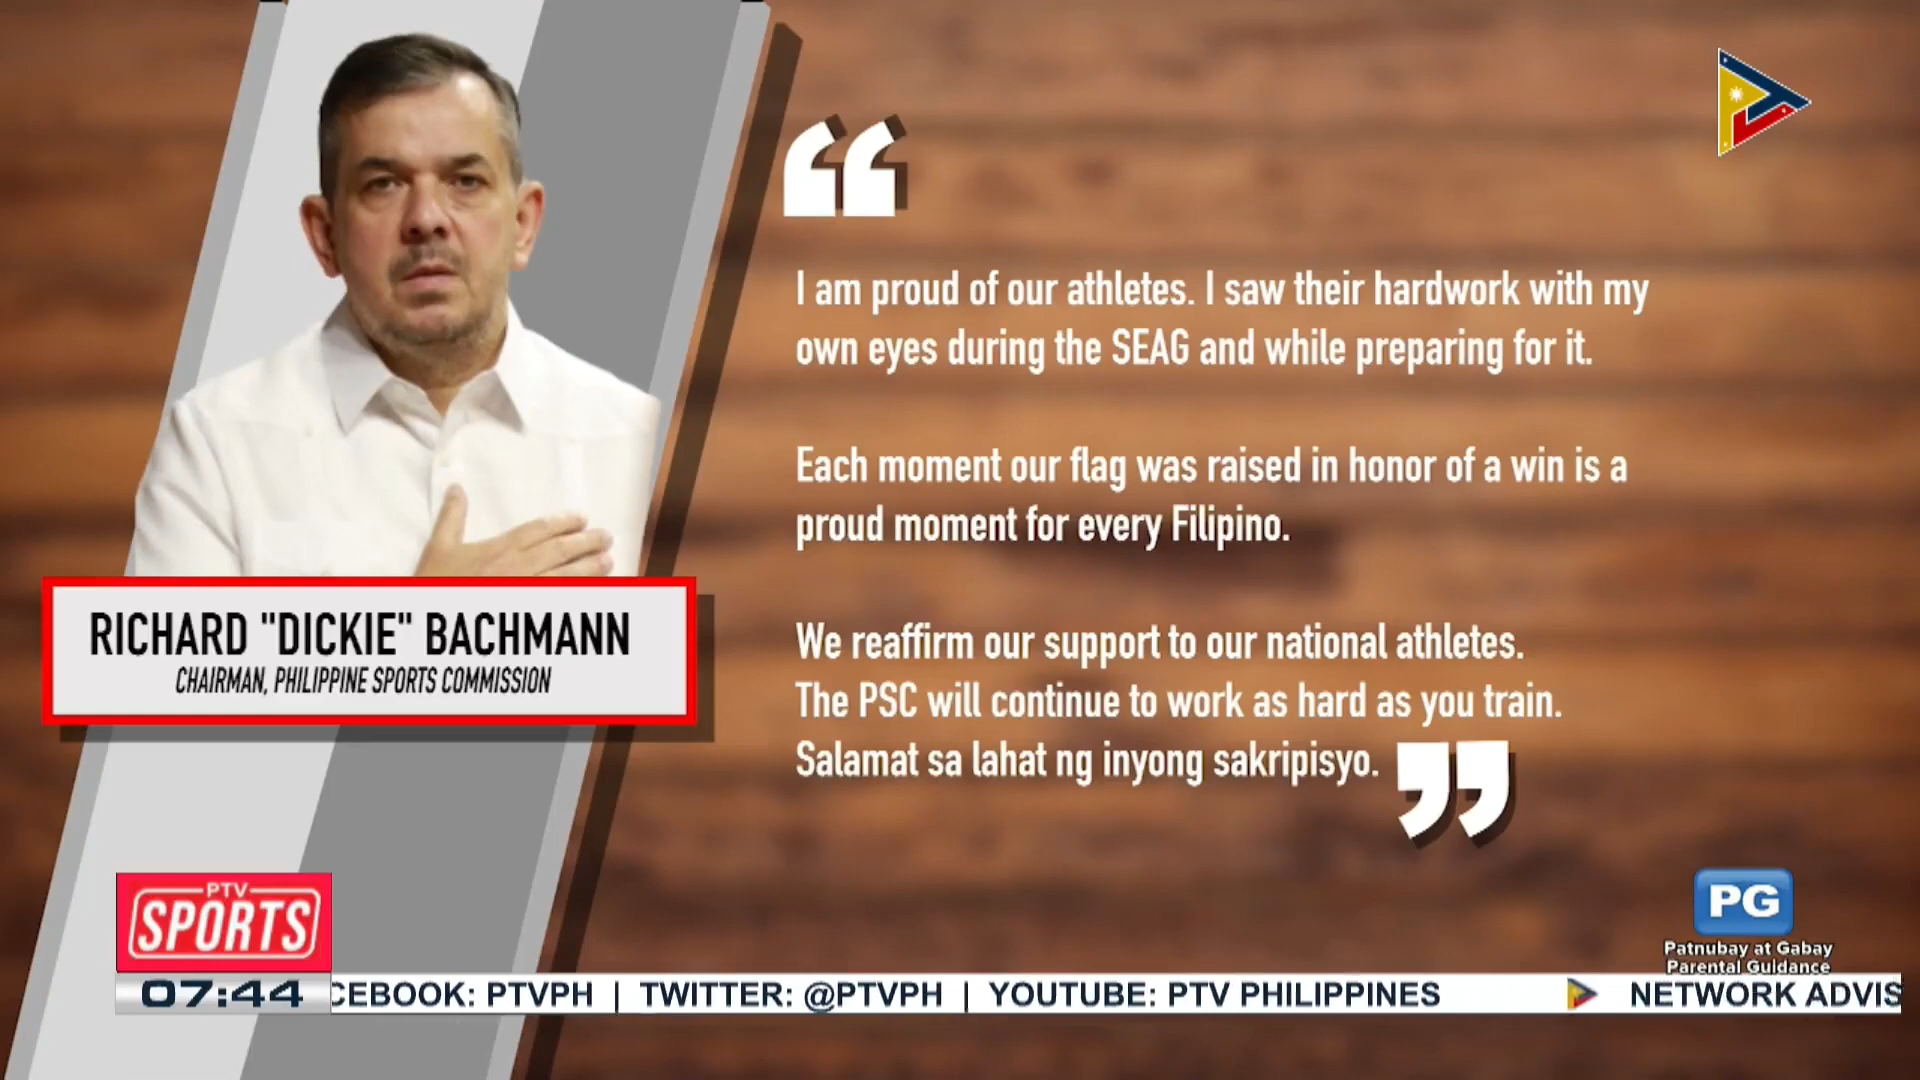 “
I am proud of our athletes. I saw their hardwork with my
own eyes during the SEAG and while preparing for it.
Each moment our flag was raised in honor of a win is a
proud moment for every Filipino.
We reaffirm our support to our national athletes.
The PSC will continue to work as hard as you train.
Salamat sa lahat ng inyong sakripisyo. ”
RICHARD "DICKIE" BACHMANN
CHAIRMAN, PHILIPPINE SPORTS COMMISSION
PTV
SPORTS
PG
Patnubay at Gabay
Parental Guidance
07:44 CEBOOK: PTVPH | TWITTER: @PTVPH | YOUTUBE: PTV PHILIPPINES NETWORK ADVIS